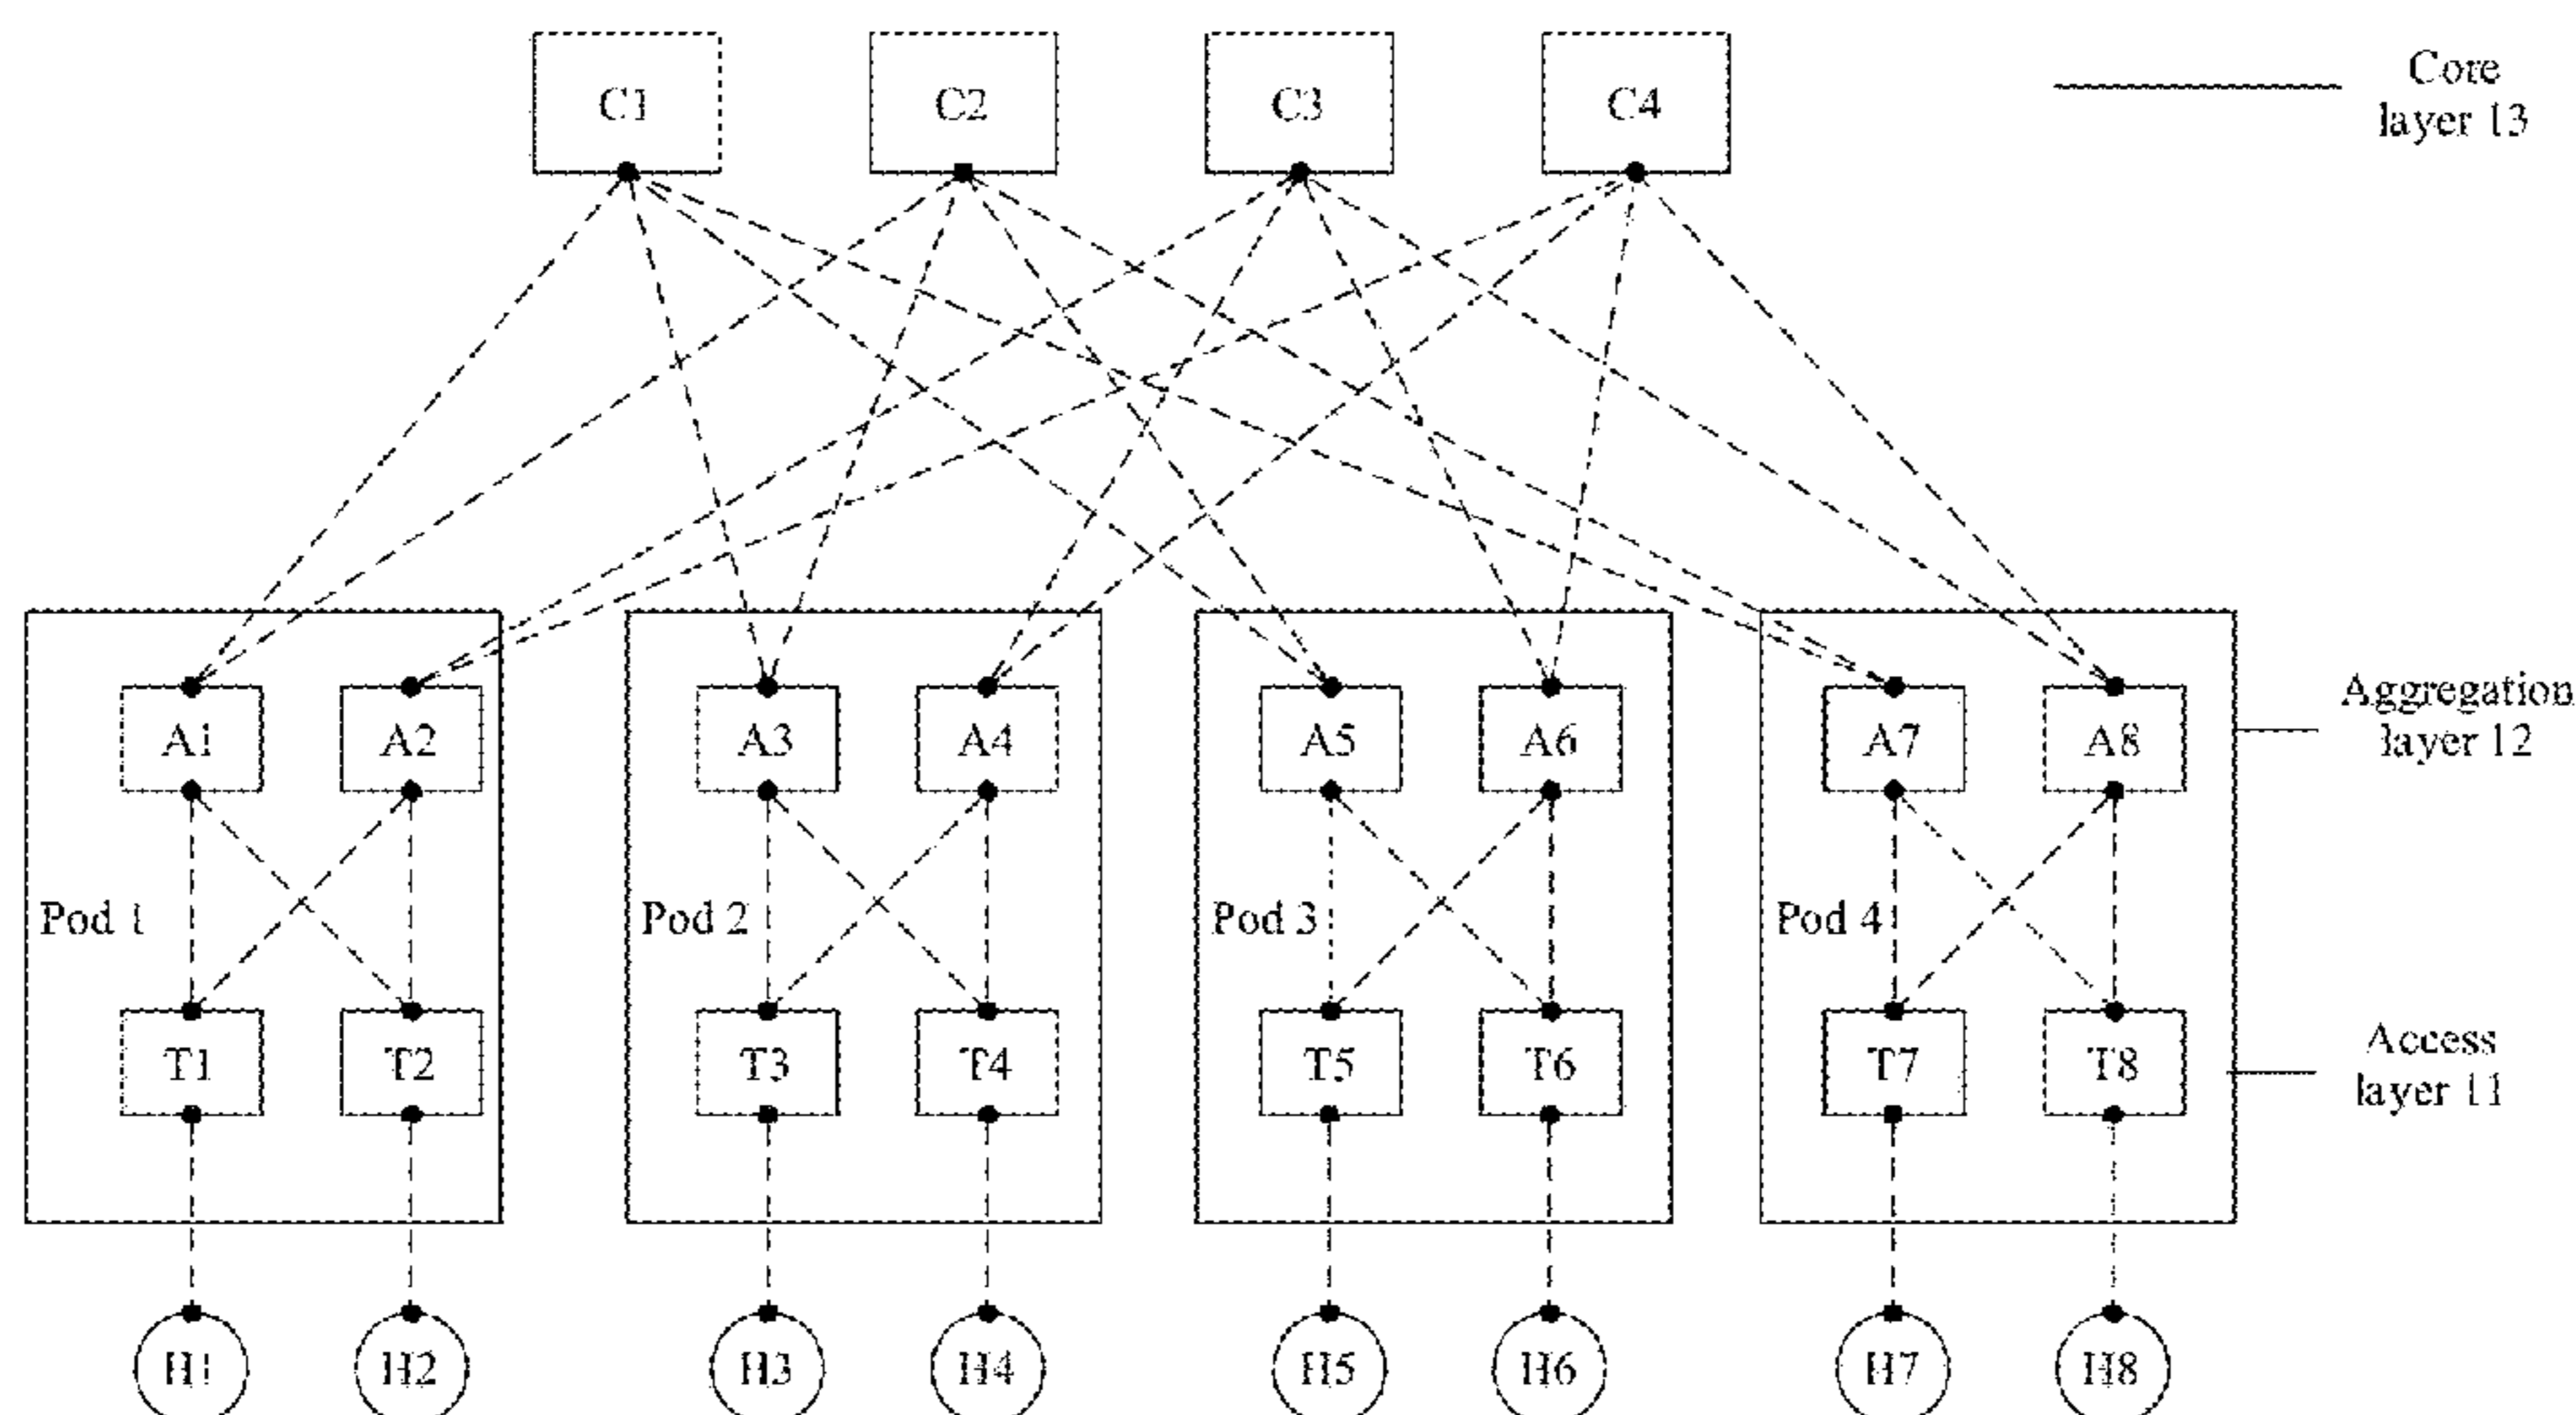 C1
C2
C3
C4
Core
layer 13
A1
A2
A3
A4
A5
A6
A7
A8
Aggregation
layer 12
Pod 1
Pod 2
Pod 3
Pod 4
T1
T2
T3
T4
T5
T6
T7
T8
Access
layer 11
H1
H2
H3
H4
H5
H6
H7
H8